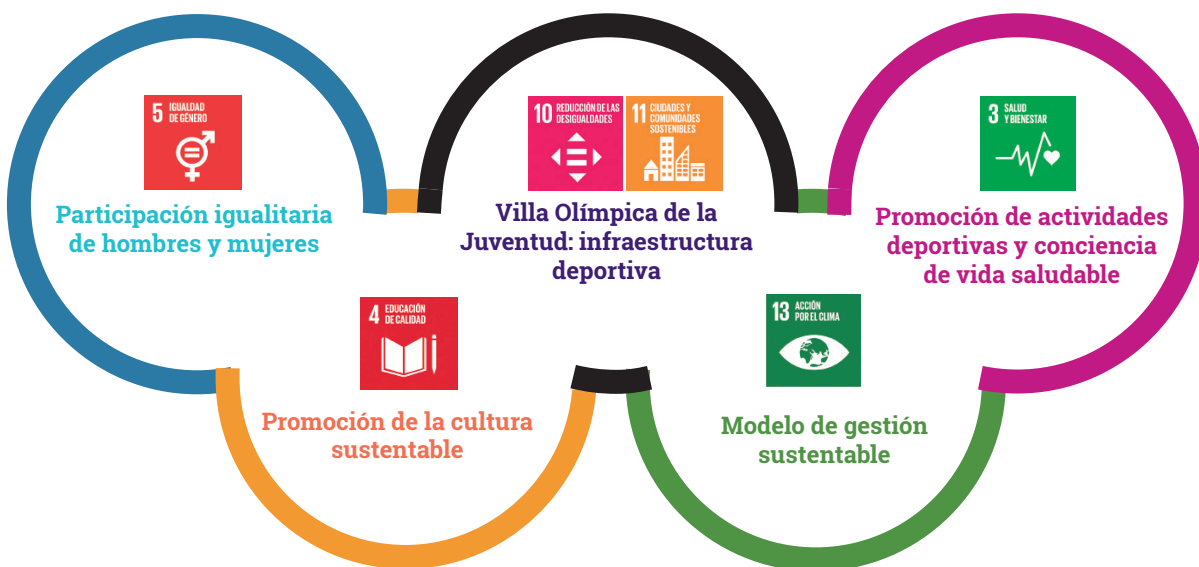 5 IGUALDAD
DE GÉNERO
Participación igualitaria
de hombres y mujeres
10 REDUCCIÓN DE LAS
DESIGUALDADES
11 CIUDADES Y
COMUNIDADES
SOSTENIBLES
Villa Olímpica de la
Juventud: infraestructura
deportiva
3 SALUD
Y BIENESTAR
Promoción de actividades
deportivas y conciencia
de vida saludable
4 EDUCACIÓN
DE CALIDAD
Promoción de la cultura
sustentable
13 ACCIÓN
POR EL CLIMA
Modelo de gestión
sustentable